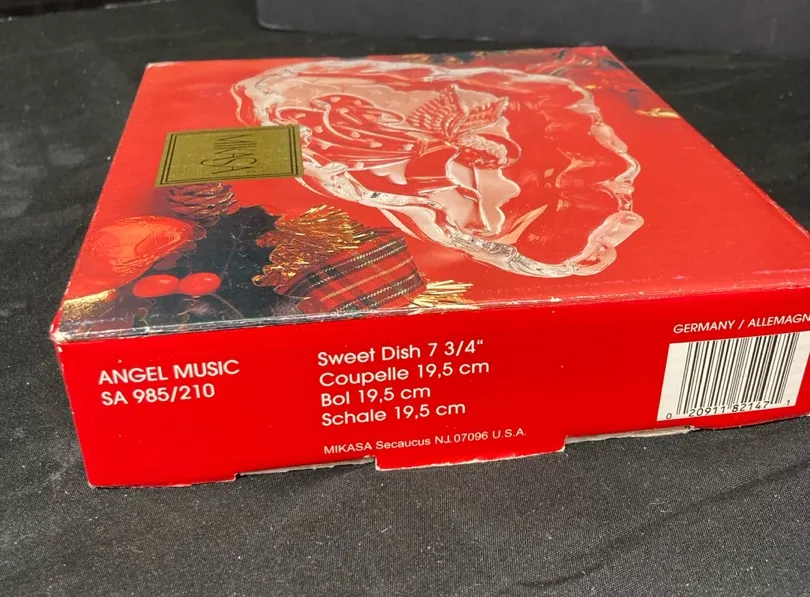 MIKASA
ANGEL MUSIC
SA 985/210
Sweet Dish 7 3/4“
Coupelle 19,5 cm
Bol 19,5 cm
Schale 19,5 cm
MIKASA Secaucus NJ.07096 U.S.A.
GERMANY / ALLEMAGN
0 20911 82147 1